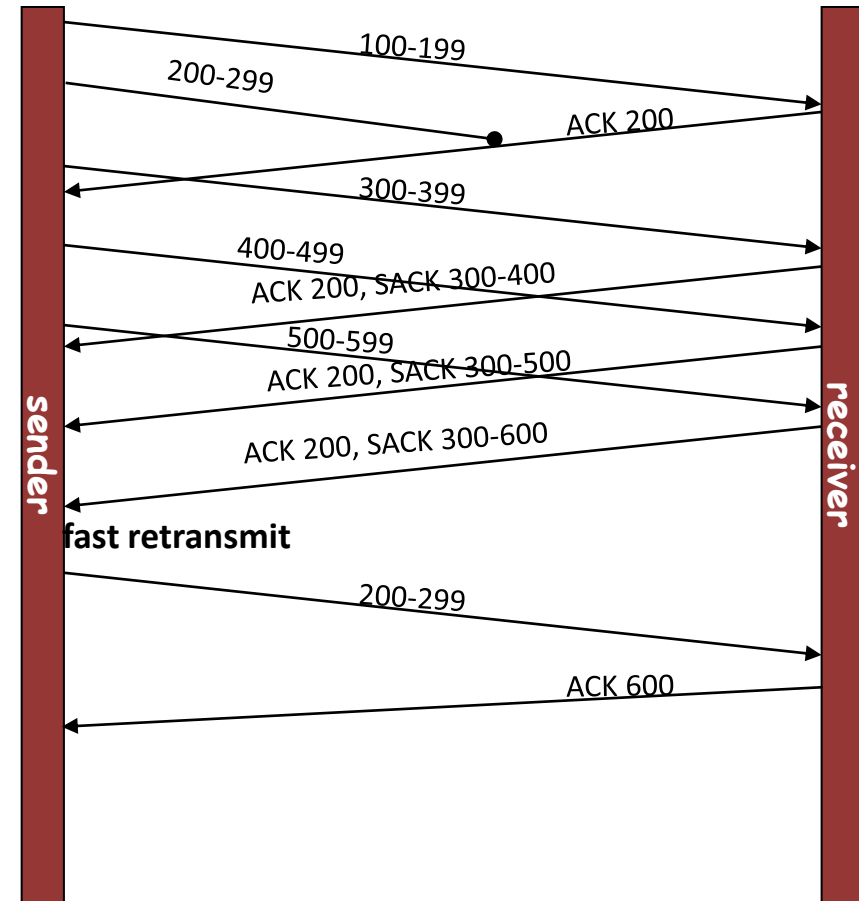 100-199
200-299
ACK 200
300-399
400-499
ACK 200, SACK 300-400
500-599
ACK 200, SACK 300-500
sender
receiver
ACK 200, SACK 300-600
fast retransmit
200-299
ACK 600